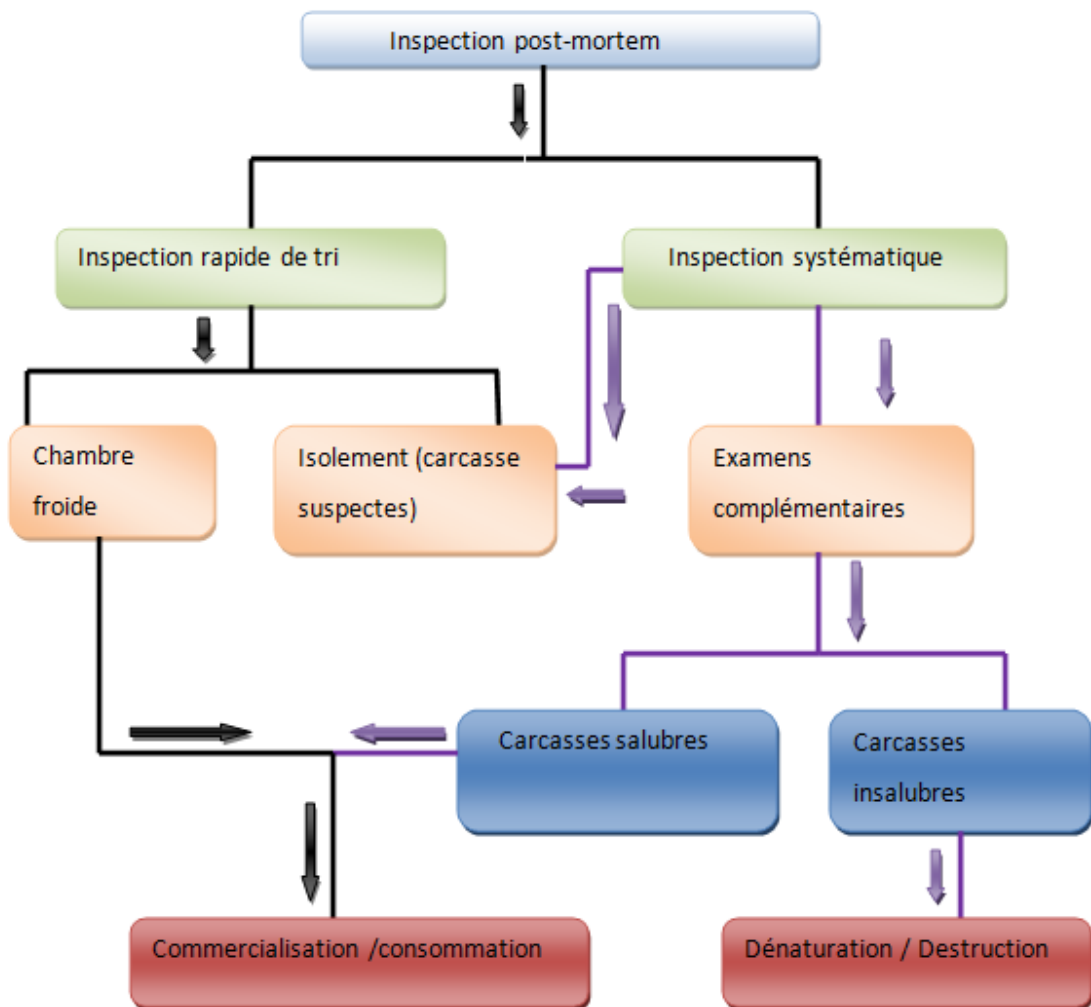 Inspection post-mortem
Inspection rapide de tri
Inspection systématique
Chambre
froide
Isolement (carcasse
suspectes)
Examens
complémentaires
Carcasses salubres
Carcasses
insalubres
Commercialisation /consommation
Dénaturation / Destruction